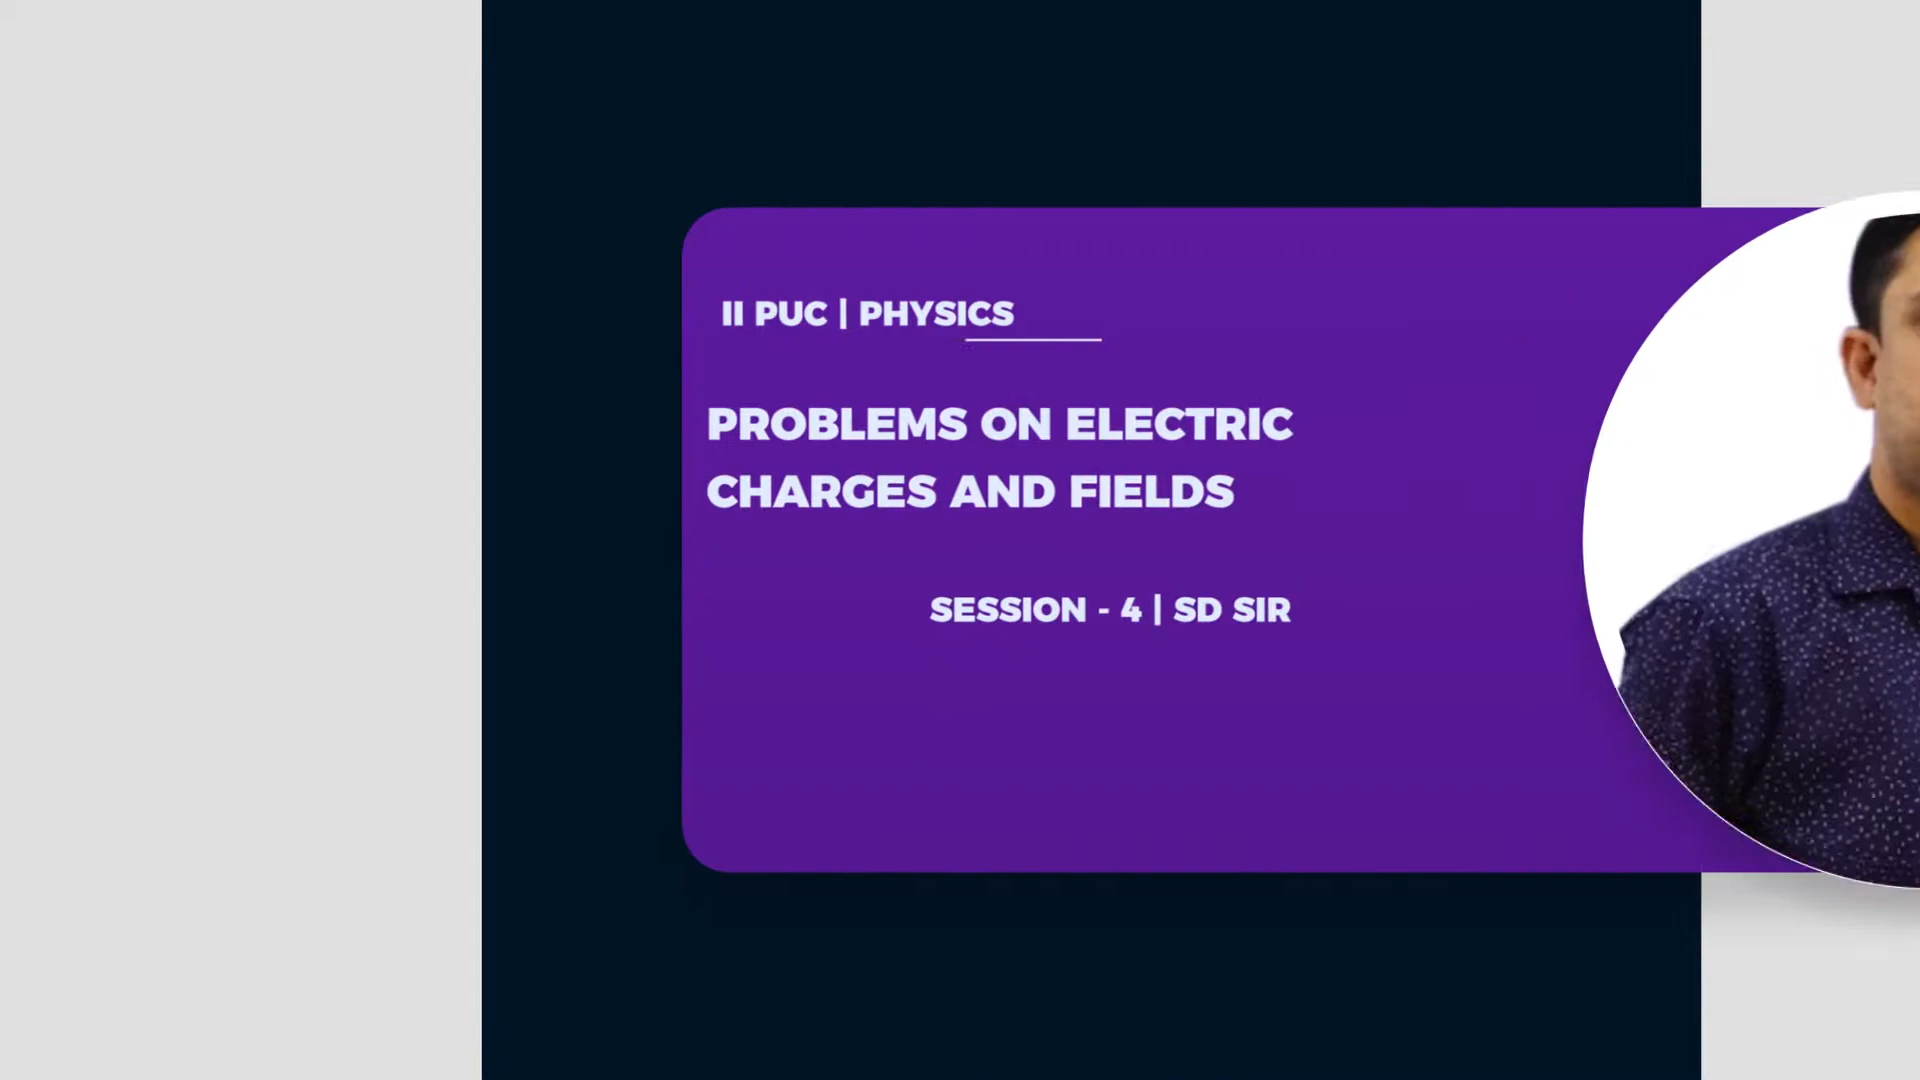 II PUC | PHYSICS
PROBLEMS ON ELECTRIC
CHARGES AND FIELDS
SESSION - 4 | SD SIR